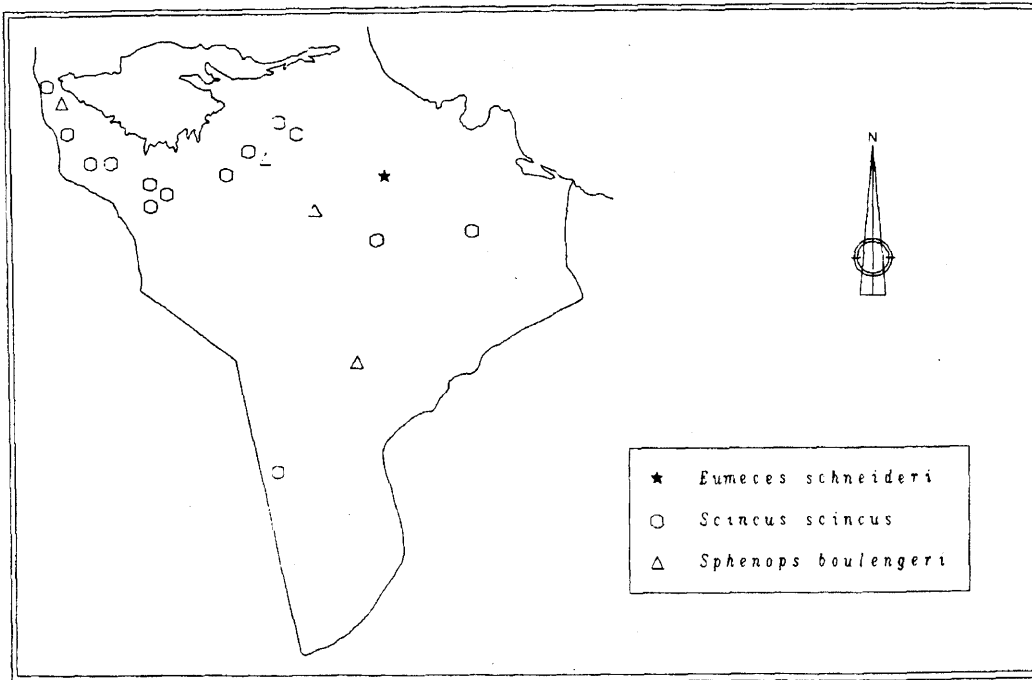 N
Eumeces schneideri
Scincus scincus
Sphenops boulengeri